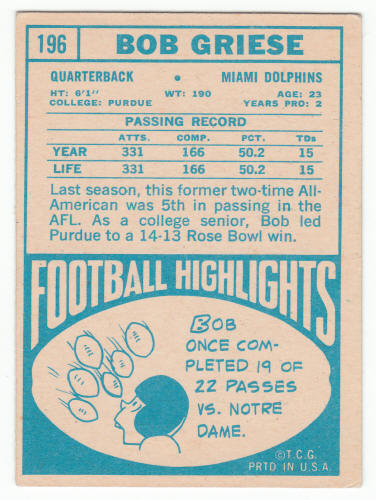 196 BOB GRIESE
QUARTERBACK • MIAMI DOLPHINS
HT: 6'1" WT: 190 AGE: 23
COLLEGE: PURDUE YEARS PRO: 2
PASSING RECORD
ATTS. COMP. PCT. TDs
YEAR 331 166 50.2 15
LIFE 331 166 50.2 15
Last season, this former two-time All-
American was 5th in passing in the
AFL. As a college senior, Bob led
Purdue to a 14-13 Rose Bowl win.
FOOTBALL HIGHLIGHTS
BOB
ONCE COM-
PLETED 19 OF
22 PASSES
VS. NOTRE
DAME.
©T.C.G.
PRTD IN U.S.A.